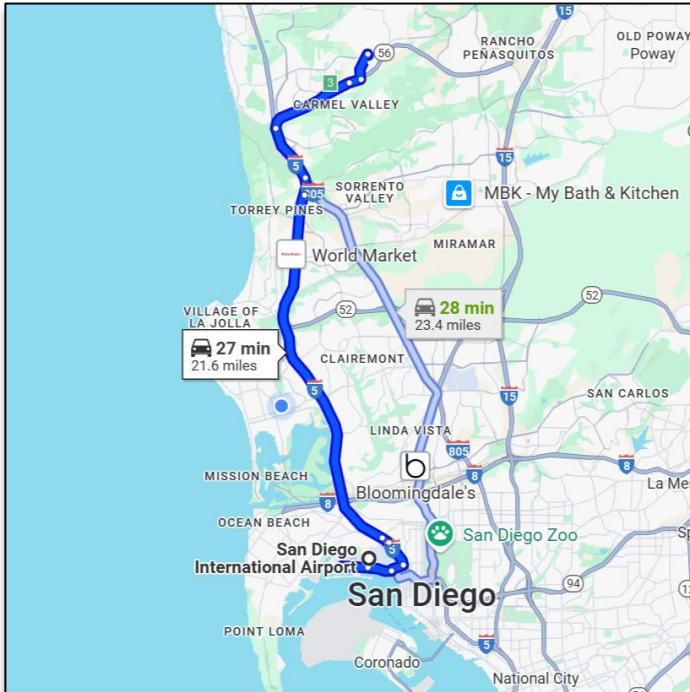 15
OLD POWAY
RANCHO
PEÑASQUITOS
56
Poway
3
CARMEL VALLEY
5
15
805
SORRENTO
VALLEY
MBK - My Bath & Kitchen
TORREY PINES
MIRAMAR
World Market
52
28 min
23.4 miles
52
VILLAGE OF
LA JOLLA
27 min
21.6 miles
CLAIREMONT
5
15
SAN CARLOS
LINDA VISTA
805
8
La Me
MISSION BEACH
Bloomingdale's
8
OCEAN BEACH
5
San Diego Zoo
Sp
San Diego
International Airport
94
San Diego
POINT LOMA
5
Coronado
National City